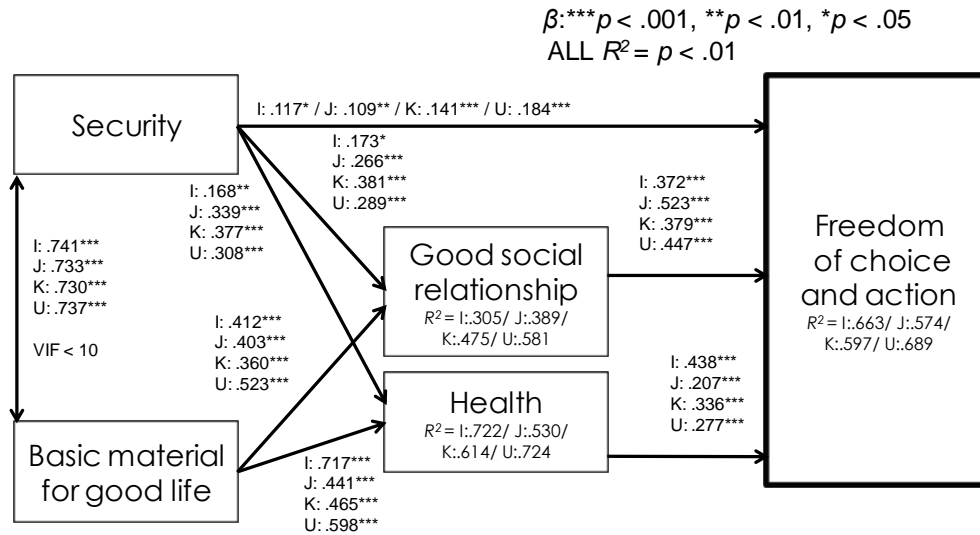 β:***p < .001, **p < .01, *p < .05
ALL R² = p < .01
Security
I: .117* / J: .109** / K: .141*** / U: .184***
I: .173*
J: .266***
K: .381***
U: .289***
I: .168**
J: .339***
K: .377***
U: .308***
I: .372***
J: .523***
K: .379***
U: .447***
I: .741***
J: .733***
K: .730***
U: .737***
VIF < 10
Good social
relationship
R² = I:.305/ J:.389/
K:.475/ U:.581
Freedom
of choice
and action
R² = I:.663/ J:.574/
K:.597/ U:.689
I: .412***
J: .403***
K: .360***
U: .523***
Health
R² = I:.722/ J:.530/
K:.614/ U:.724
I: .438***
J: .207***
K: .336***
U: .277***
Basic material
for good life
I: .717***
J: .441***
K: .465***
U: .598***